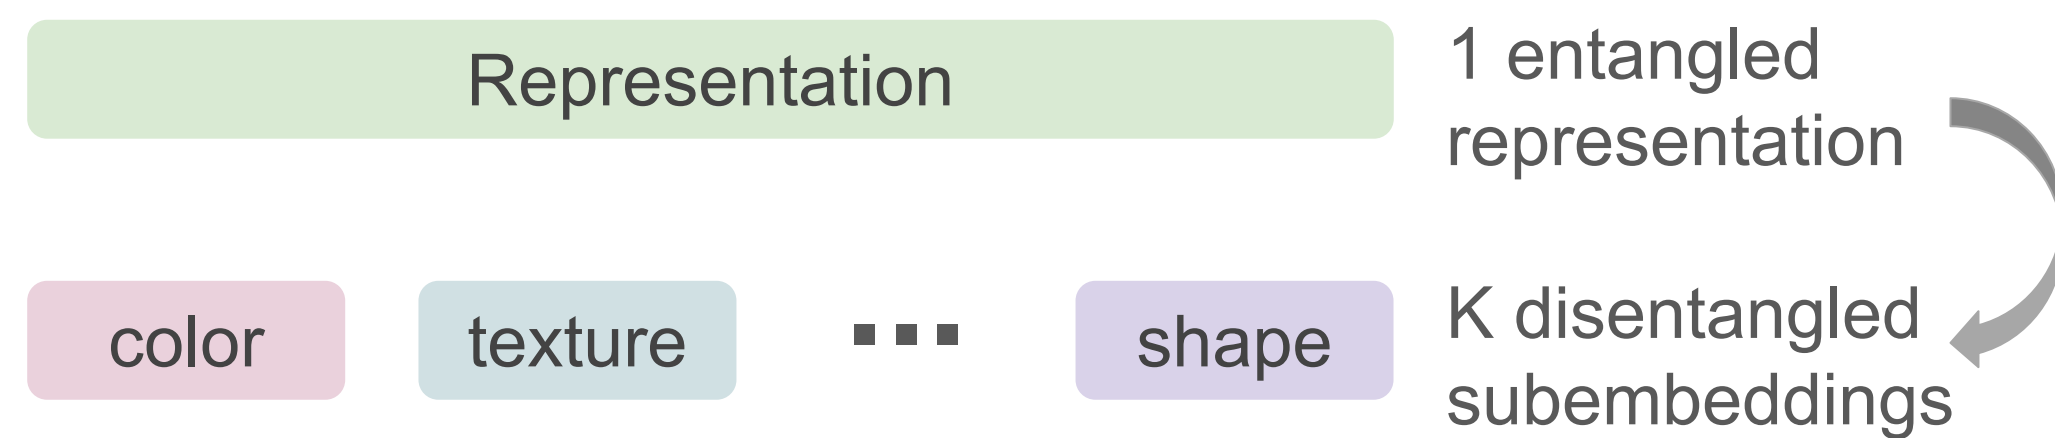 Representation
1 entangled
representation
color
texture
...
shape
K disentangled
subembeddings